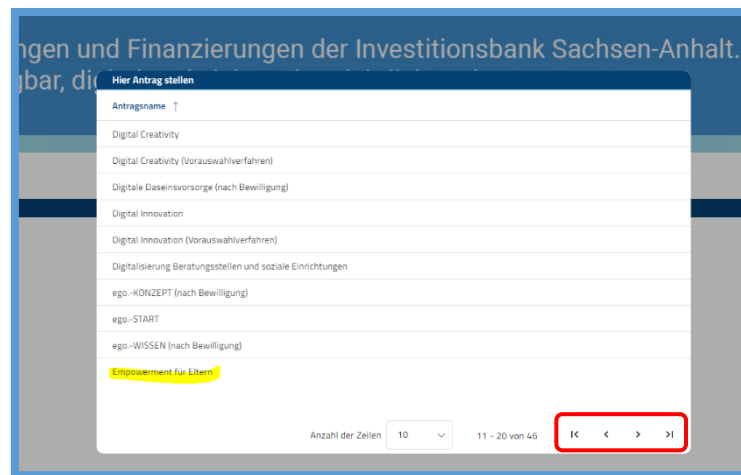 ngen und Finanzierungen der Investitionsbank Sachsen-Anhalt.
gbar, di
Hier Antrag stellen
Antragsname ↑
Digital Creativity
Digital Creativity (Vorauswahlverfahren)
Digitale Daseinsvorsorge (nach Bewilligung)
Digital Innovation
Digital Innovation (Vorauswahlverfahren)
Digitalisierung Beratungsstellen und soziale Einrichtungen
ego.-KONZEPT (nach Bewilligung)
ego.-START
ego.-WISSEN (nach Bewilligung)
Empowerment für Eltern
Anzahl der Zeilen 10 11 - 20 von 46